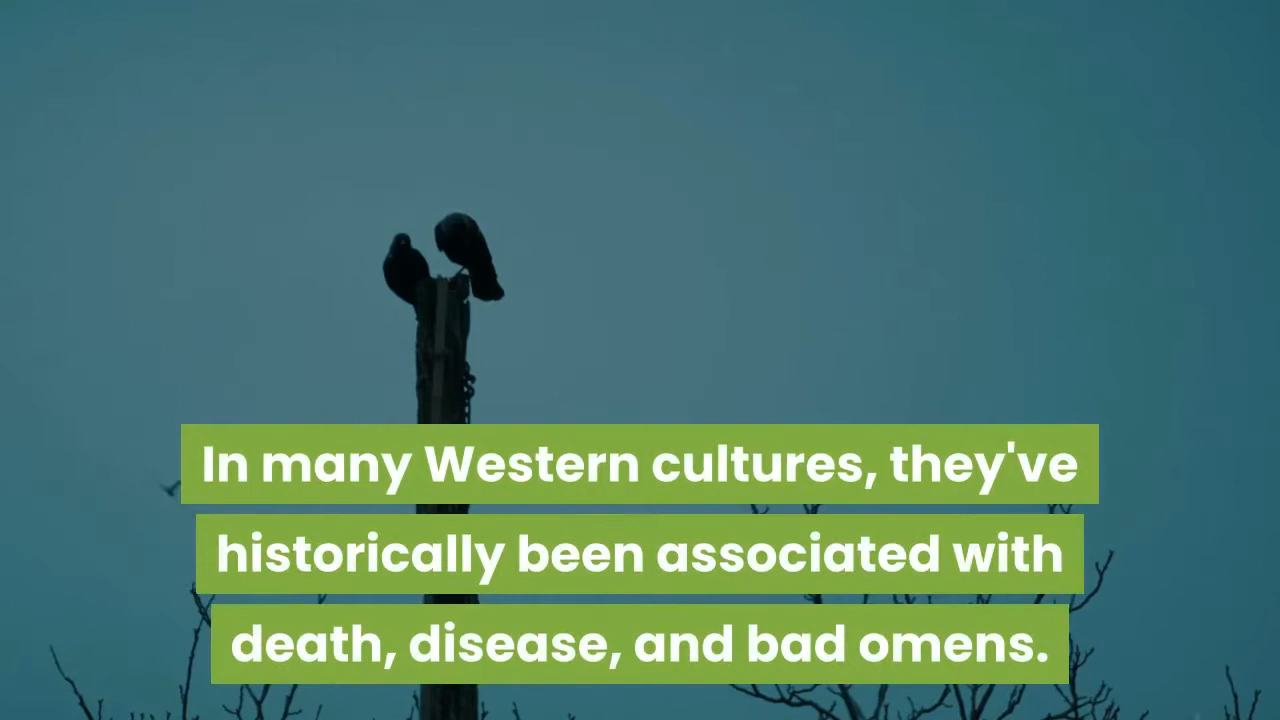 In many Western cultures, they've
historically been associated with
death, disease, and bad omens.